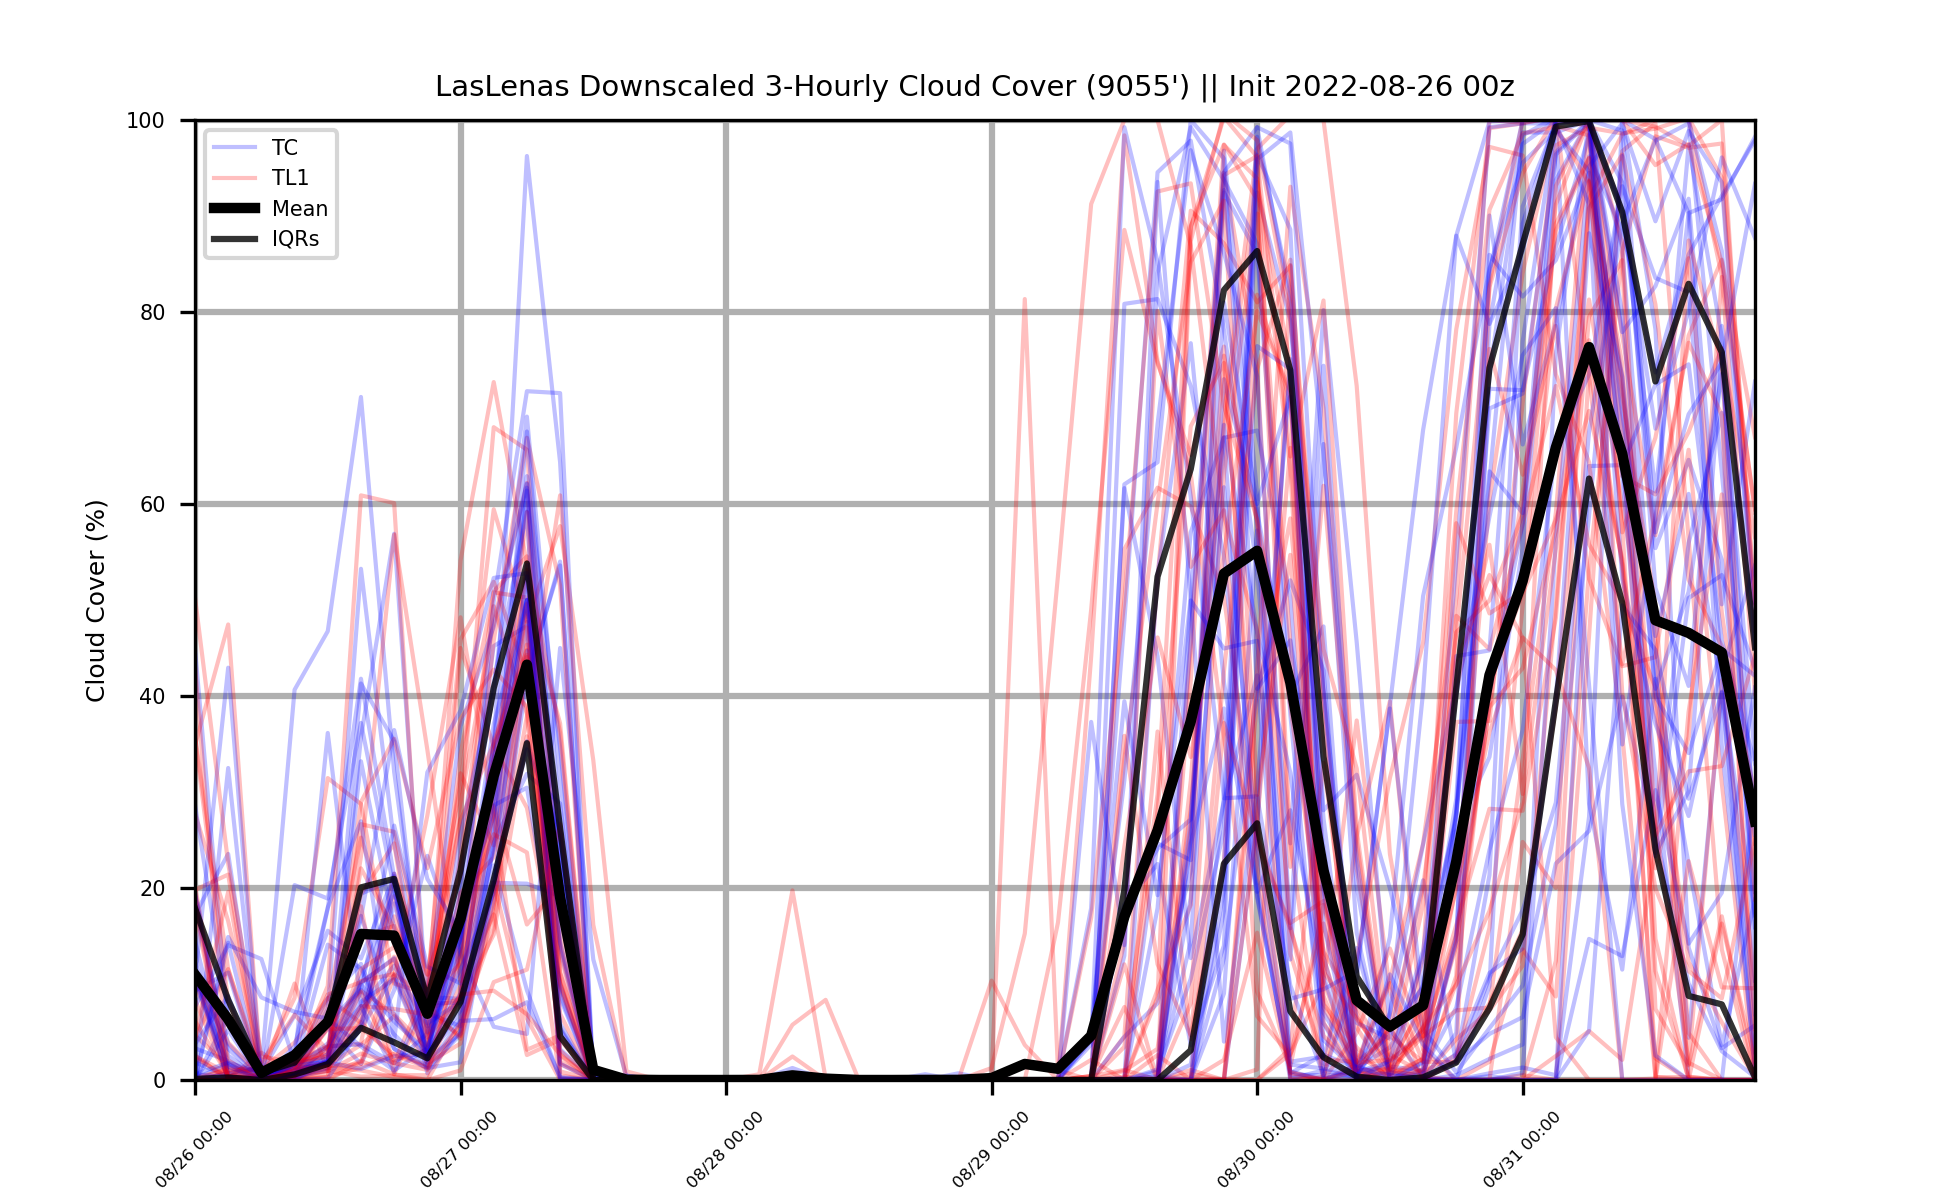 LasLenas Downscaled 3-Hourly Cloud Cover (9055') || Init 2022-08-26 00z
Cloud Cover (%)
100
80
60
40
20
0
TC
TL1
Mean
IQRs
08/26 00:00
08/27 00:00
08/28 00:00
08/29 00:00
08/30 00:00
08/31 00:00